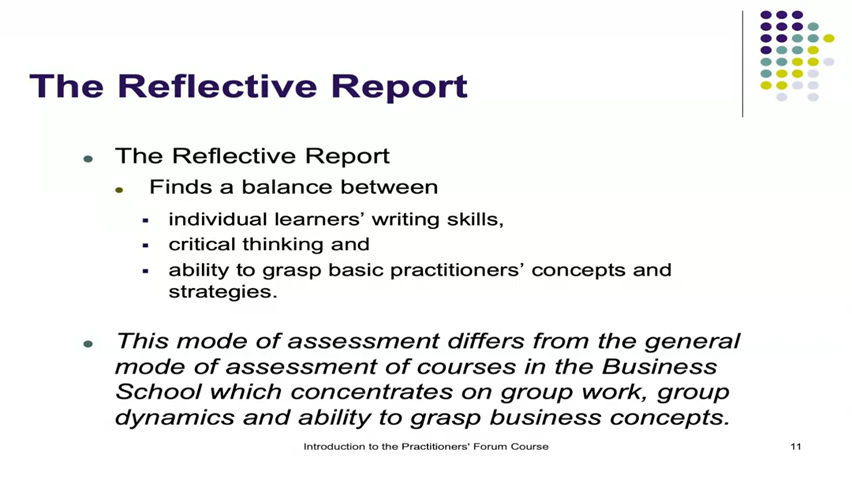 The Reflective Report
The Reflective Report
Finds a balance between
individual learners’ writing skills,
critical thinking and
ability to grasp basic practitioners’ concepts and
strategies.
This mode of assessment differs from the general
mode of assessment of courses in the Business
School which concentrates on group work, group
dynamics and ability to grasp business concepts.
Introduction to the Practitioners' Forum Course
11